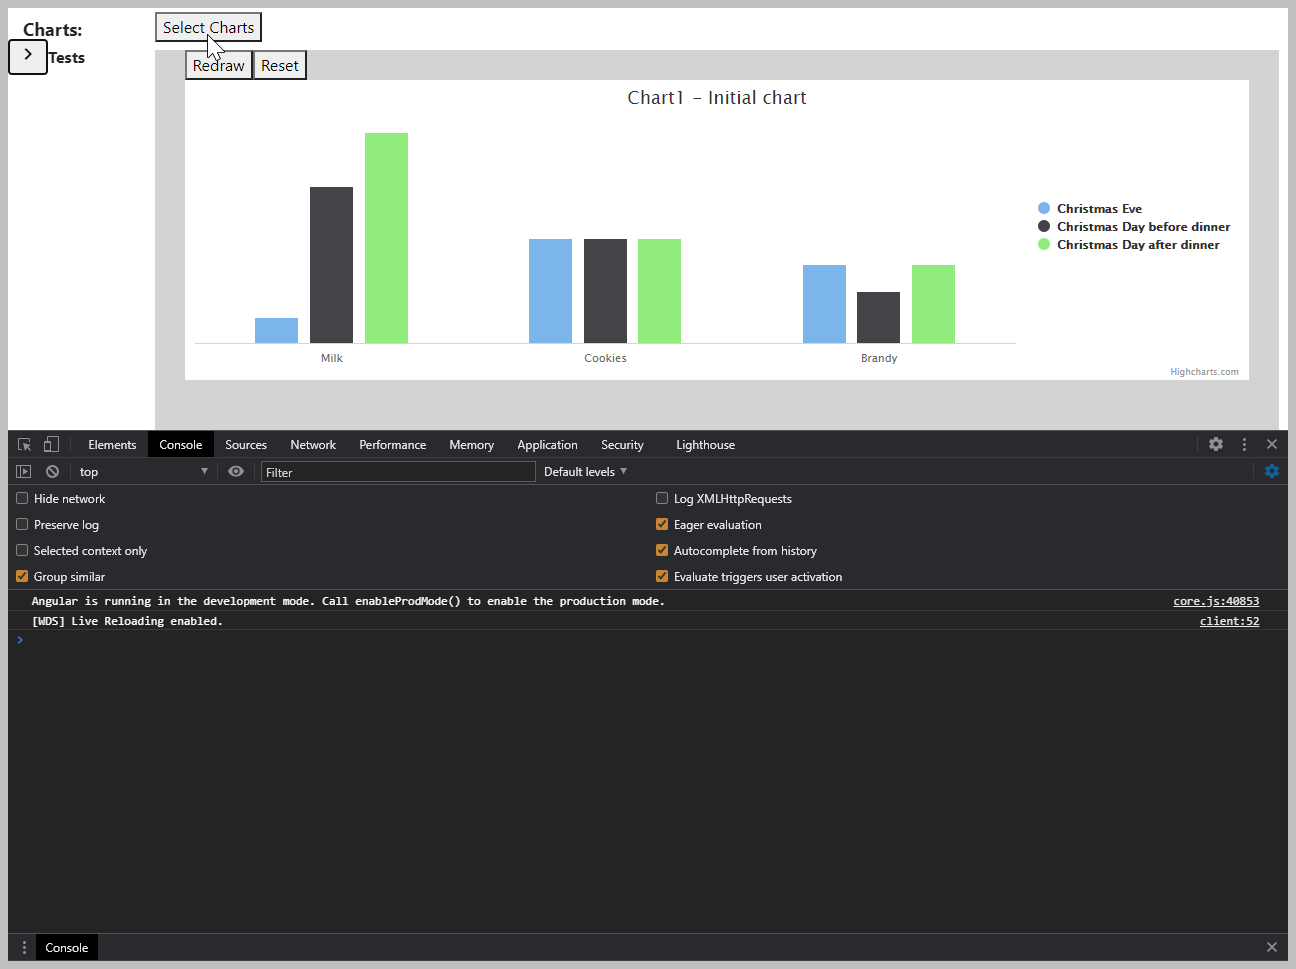 Charts:
Select Charts
Tests
Redraw
Reset
Chart1 - Initial chart
Christmas Eve
Christmas Day before dinner
Christmas Day after dinner
Milk
Cookies
Brandy
Highcharts.com
Elements Console Sources Network Performance Memory Application Security Lighthouse
top Filter Default levels
Hide network
Log XMLHttpRequests
Preserve log
Eager evaluation
Selected context only
Autocomplete from history
Group similar
Evaluate triggers user activation
Angular is running in the development mode. Call enableProdMode() to enable the production mode. core.js:40853
[WDS] Live Reloading enabled. client:52
Console